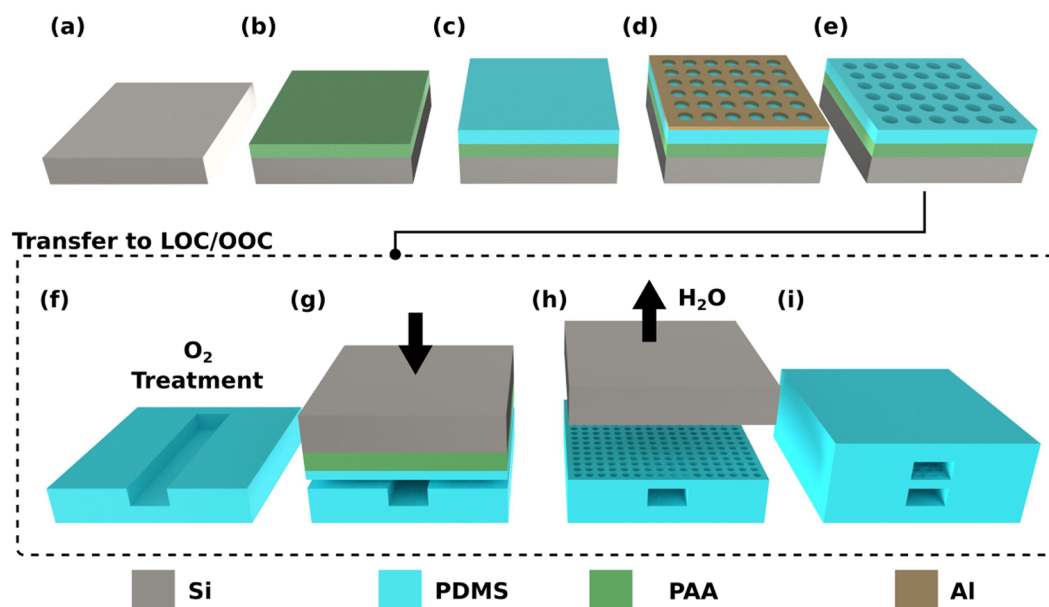 (a)
(b)
(c)
(d)
(e)
Transfer to LOC/OOC
(f)
(g)
(h)
(i)
H₂O
O₂
Treatment
Si
PDMS
PAA
Al